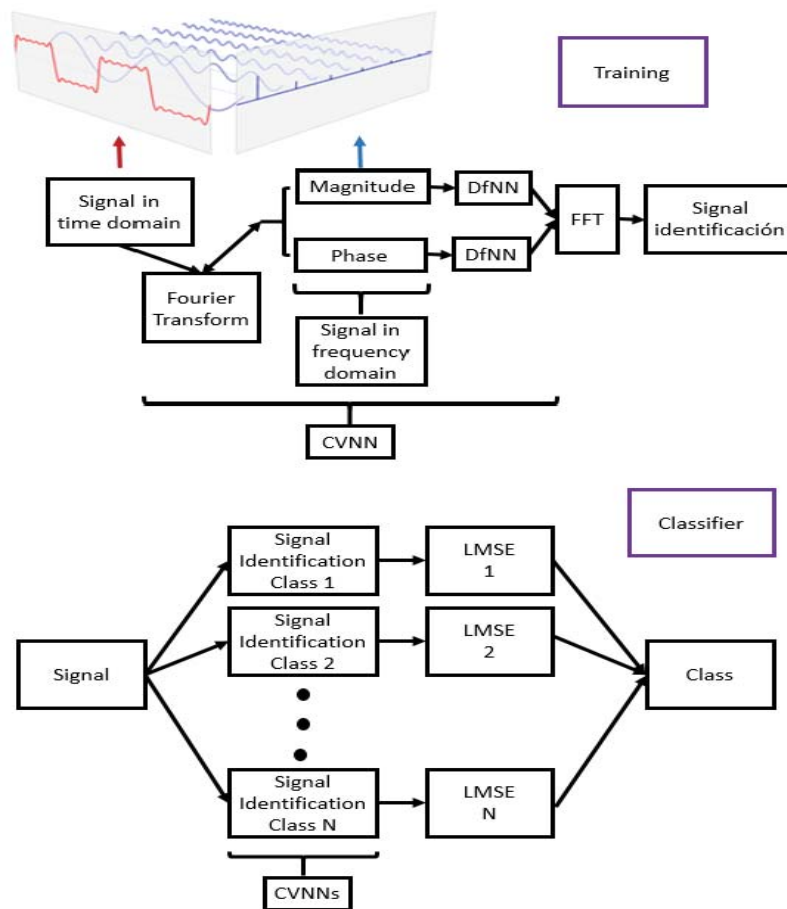 Training
Signal in
time domain
Magnitude
DfNN
FFT
Signal
identificación
Phase
DfNN
Fourier
Transform
Signal in
frequency
domain
CVNN
Classifier
Signal
Signal
Identification
Class 1
LMSE
1
Signal
Identification
Class 2
LMSE
2
Class
Signal
Identification
Class N
LMSE
N
CVNNs